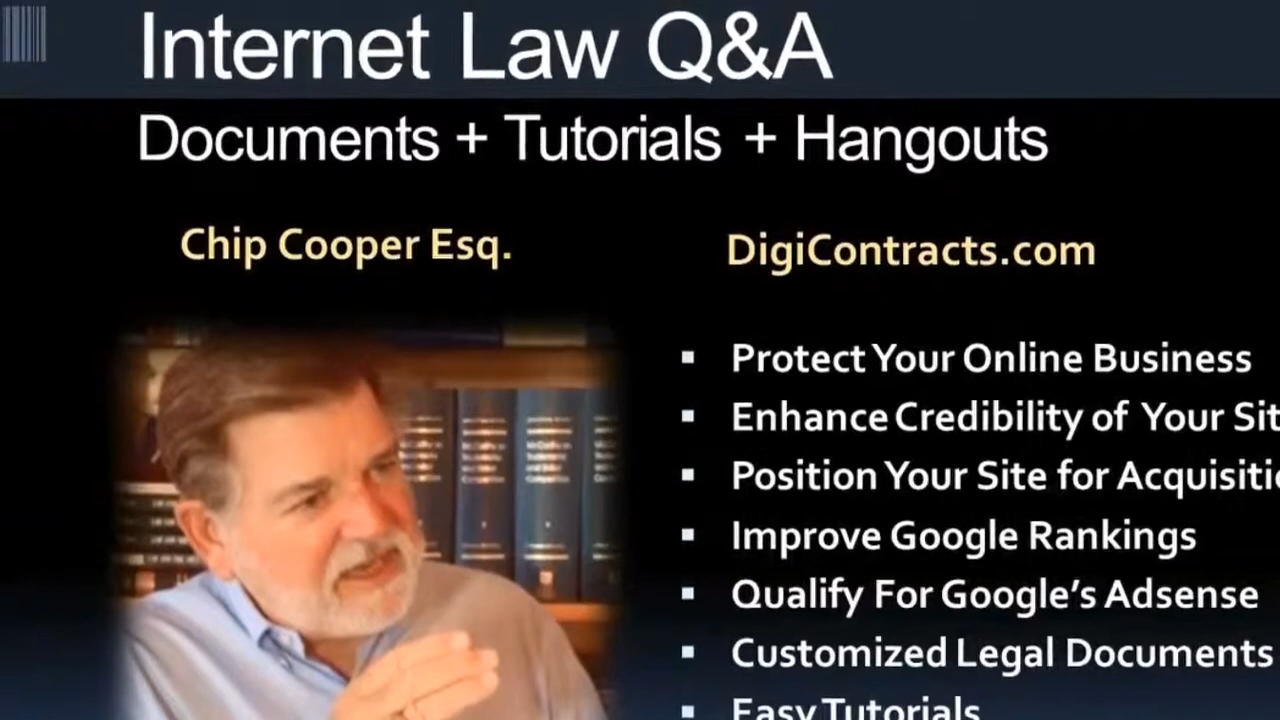 Internet Law Q&A
Documents + Tutorials + Hangouts
Chip Cooper Esq.
DigiContracts.com
▪ Protect Your Online Business
▪ Enhance Credibility of Your Sit
▪ Position Your Site for Acquisitio
▪ Improve Google Rankings
▪ Qualify For Google's Adsense
▪ Customized Legal Documents
▪ Easy Tutorials